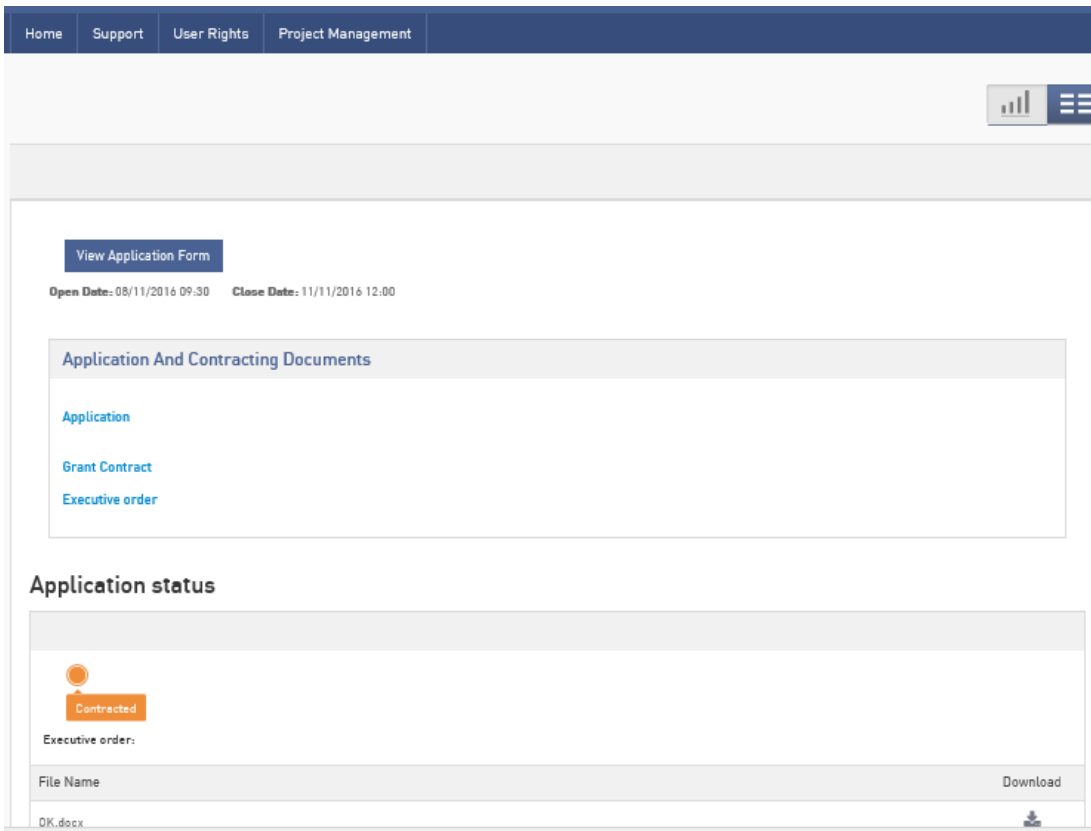 Home Support User Rights Project Management
View Application Form
Open Date: 08/11/2016 09:30 Close Date: 11/11/2016 12:00
Application And Contracting Documents
Application
Grant Contract
Executive order
Application status
Contracted
Executive order:
File Name Download
DK.docx